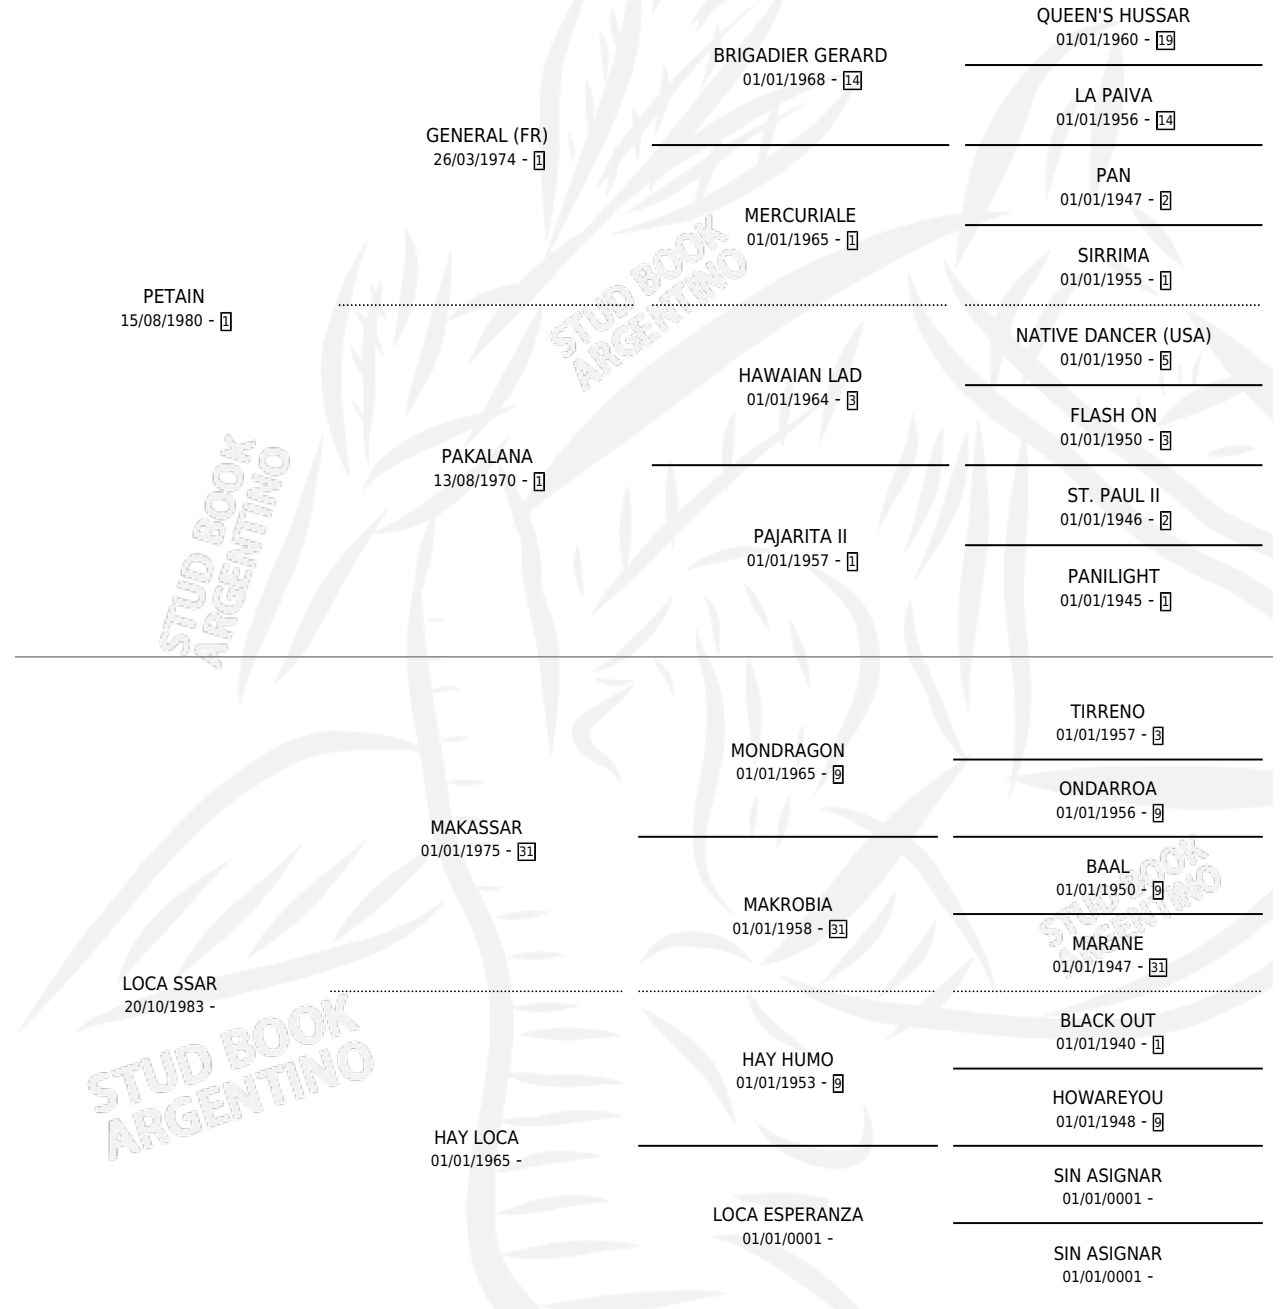 QUEEN'S HUSSAR
01/01/1960 - 19
BRIGADIER GERARD
01/01/1968 - 14
LA PAIVA
01/01/1956 - 14
GENERAL (FR)
26/03/1974 - 1
PAN
01/01/1947 - 2
MERCURIALE
01/01/1965 - 1
SIRRIMA
01/01/1955 - 1
PETAIN
15/08/1980 - 1
STUD BOOK
ARGENTINO
NATIVE DANCER (USA)
01/01/1950 - 5
HAWAIAN LAD
01/01/1964 - 3
FLASH ON
01/01/1950 - 3
PAKALANA
13/08/1970 - 1
ST. PAUL II
01/01/1946 - 2
PAJARITA II
01/01/1957 - 1
PANILIGHT
01/01/1945 - 1
STUD BOOK
ARGENTINO
TIRRENO
01/01/1957 - 3
MONDRAGON
01/01/1965 - 9
ONDARROA
01/01/1956 - 9
MAKASSAR
01/01/1975 - 31
BAAL
01/01/1950 - 9
MAKROBIA
01/01/1958 - 31
MARANE
01/01/1947 - 31
STUD BOOK
ARGENTINO
LOCA SSAR
20/10/1983 -
BLACK OUT
01/01/1940 - 1
HAY HUMO
01/01/1953 - 9
HOWAREYOU
01/01/1948 - 9
STUD BOOK
ARGENTINO
HAY LOCA
01/01/1965 -
SIN ASIGNAR
01/01/0001 -
LOCA ESPERANZA
01/01/0001 -
SIN ASIGNAR
01/01/0001 -